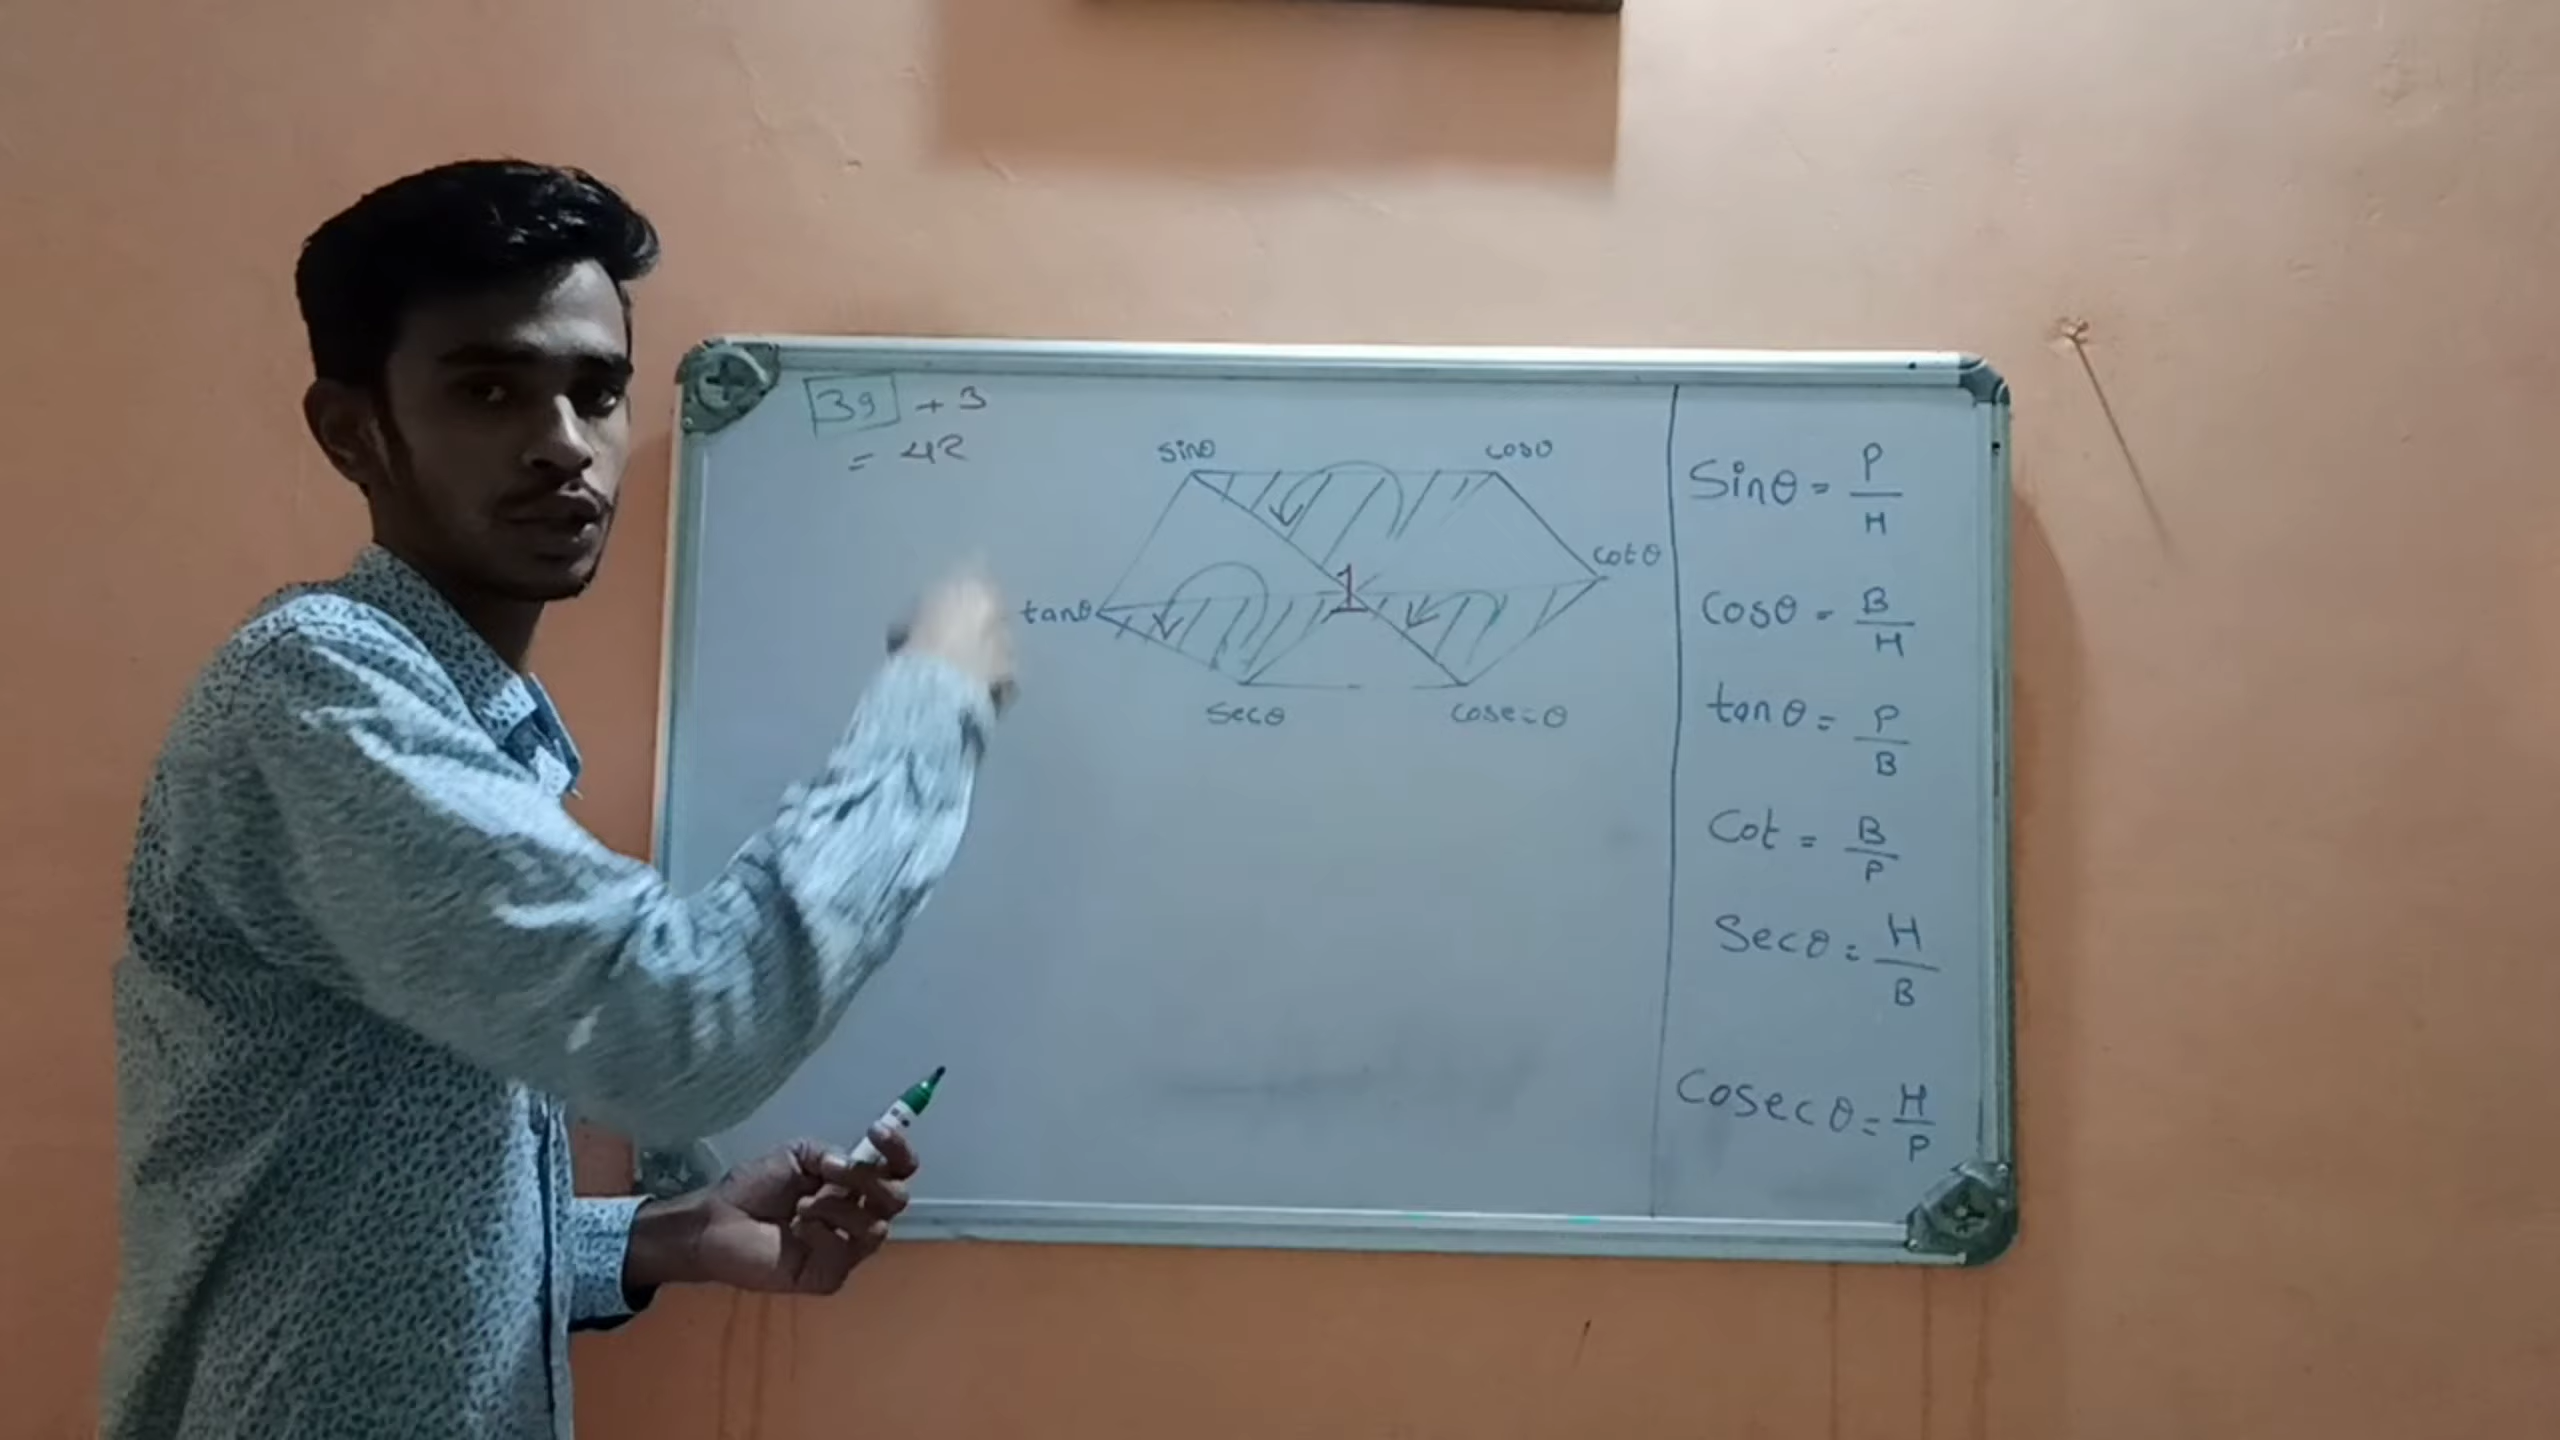 39 + 3
= 42
sinθ cosθ
cotθ
1
tanθ
secθ cosecθ
Sinθ = P/H
Cosθ = B/H
tanθ = P/B
Cot = B/P
Secθ = H/B
Cosecθ = H/P